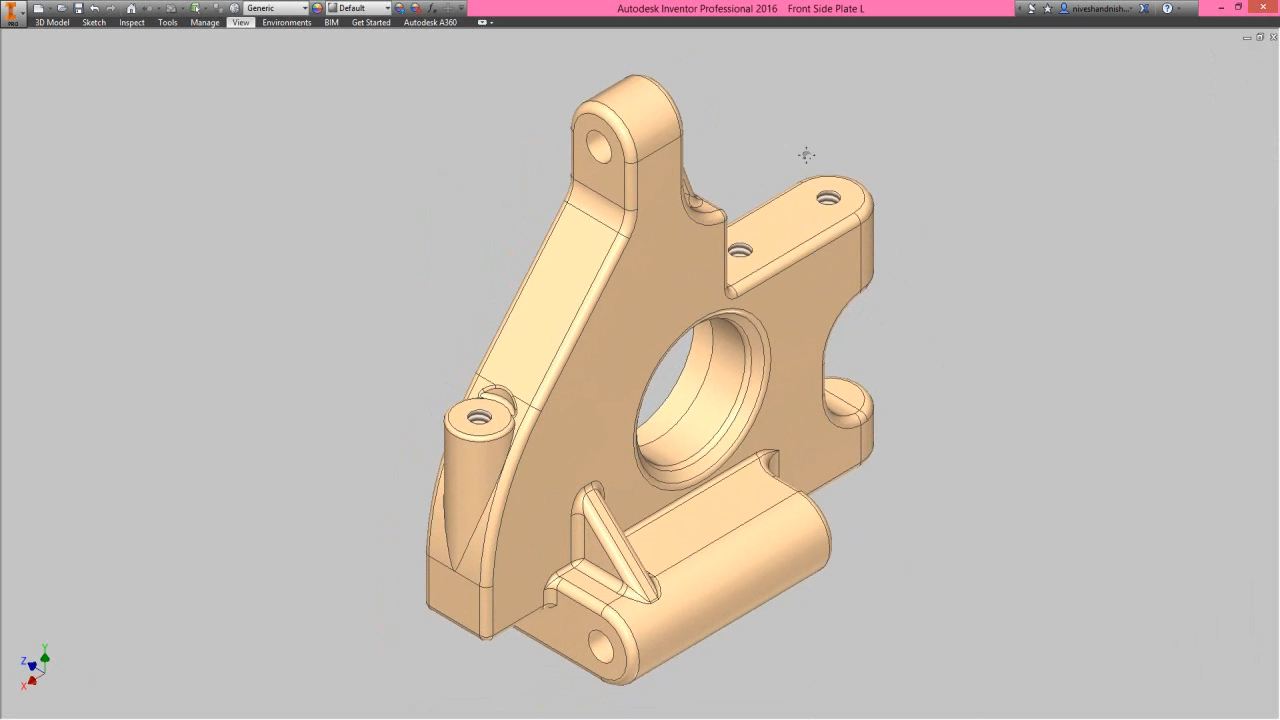 Generic
Default
Autodesk Inventor Professional 2016 Front Side Plate L
niveshandnish...
PRO
3D Model Sketch Inspect Tools Manage View Environments BIM Get Started Autodesk A360
Y
Z
X